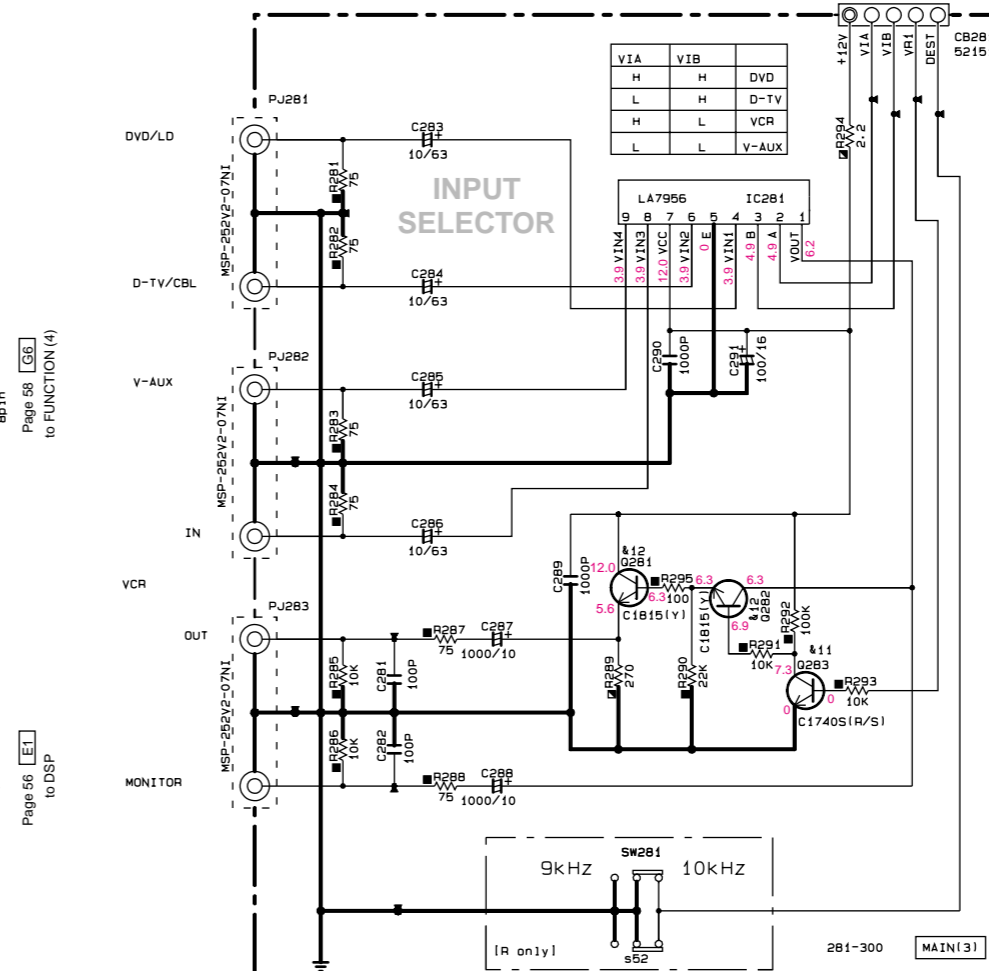 CB281
5215
+12V
VIA
VIB
VR1
DEST
VIA VIB
H H DVD
L H D-TV
H L VCR
L L V-AUX
R294
2.2
PJ281
DVD/LD
C283
+
10/63
R281
75
INPUT
SELECTOR
MSP-252V2-07NI
R282
75
LA7956 IC281
9 8 7 6 5 4 3 2 1
VIN4
VIN3
VCC
VIN2
E
VIN1
B
A
VOUT
3.9
3.9
12.0
3.9
0
3.9
4.9
4.9
6.2
D-TV/CBL
C284
+
10/63
8pin
Page 58 G6
to FUNCTION (4)
PJ282
V-AUX
C285
+
10/63
C290
1000P
C291
+
100/16
R283
75
MSP-252V2-07NI
R284
75
IN
C286
+
10/63
VCR
C289
1000P
&12
Q281
12.0
5.6
6.3
C1815(Y)
R295
100
6.3
6.3
C1815(Y)
&12
Q282
6.9
R292
100K
R291
10K
&11
Q283
7.3
0
0
R293
10K
C1740S(R/S)
PJ283
OUT
R287
75
C287
+
1000/10
R285
10K
C281
100P
R289
270
R290
22K
MSP-252V2-07NI
R286
10K
C282
100P
Page 56 E1
to DSP
MONITOR
R288
75
C288
+
1000/10
SW281
9kHz 10kHz
[R only]
s52
281-300 MAIN(3)